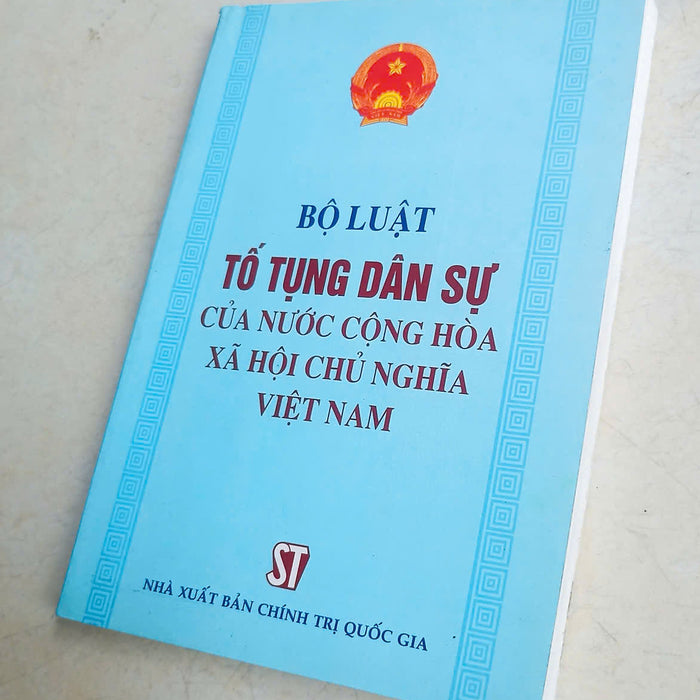 BỘ LUẬT
TỐ TỤNG DÂN SỰ
CỦA NƯỚC CỘNG HÒA
XÃ HỘI CHỦ NGHĨA
VIỆT NAM
ST
NHÀ XUẤT BẢN CHÍNH TRỊ QUỐC GIA